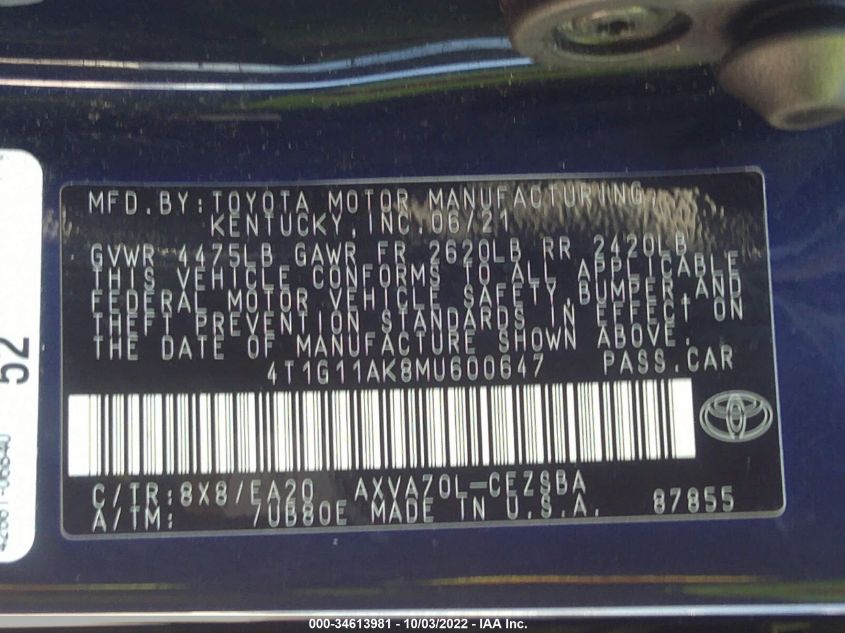 MFD.BY:TOYOTA MOTOR MANUFACTURING,
KENTUCKY,INC.06/21
GVWR 4475LB GAWR FR 2620LB RR 2420LB
THIS VEHICLE CONFORMS TO ALL APPLICABLE
FEDERAL MOTOR VEHICLE SAFETY,BUMPER,AND
THEFT PREVENTION STANDARDS IN EFFECT ON
THE DATE OF MANUFACTURE SHOWN ABOVE.
4T1G11AK8MU600647 PASS.CAR
C/TR:8X8/EA20 AXVA70L-CEZSBA
A/TM: 7UB80E MADE IN U.S.A. 87855
52
000-34613981 - 10/03/2022 - IAA Inc.